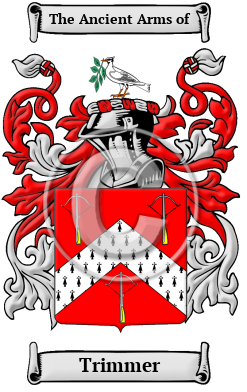 The Ancient Arms of
Trimmer